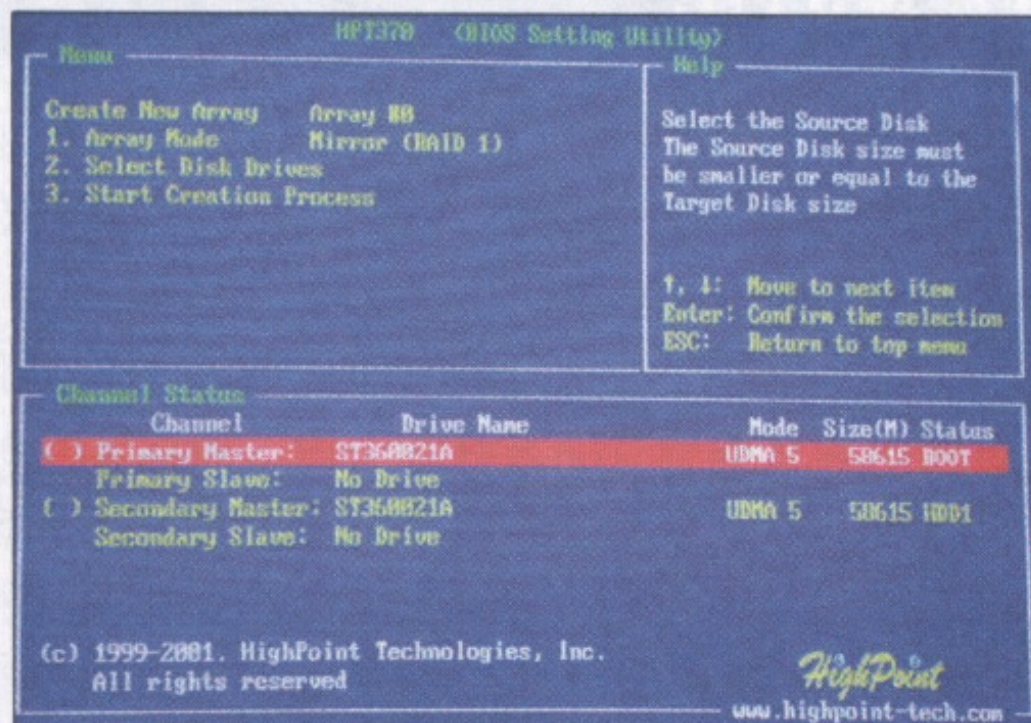 HPT370 (BIOS Setting Utility)
Menu
Create New Array Array #0
1. Array Mode Mirror (RAID 1)
2. Select Disk Drives
3. Start Creation Process
Help
Select the Source Disk
The Source Disk size must
be smaller or equal to the
Target Disk size
↑, ↓: Move to next item
Enter: Confirm the selection
ESC: Return to top menu
Channel Status
Channel Drive Name Mode Size(M) Status
( ) Primary Master: ST360021A UDMA 5 58615 BOOT
Primary Slave: No Drive
( ) Secondary Master: ST360021A UDMA 5 58615 HDD1
Secondary Slave: No Drive
(c) 1999-2001. HighPoint Technologies, Inc.
All rights reserved
HighPoint
www.highpoint-tech.com